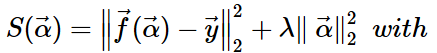 S(α⃗) = ‖f⃗(α⃗) − y⃗‖₂² + λ‖ α⃗‖₂² with